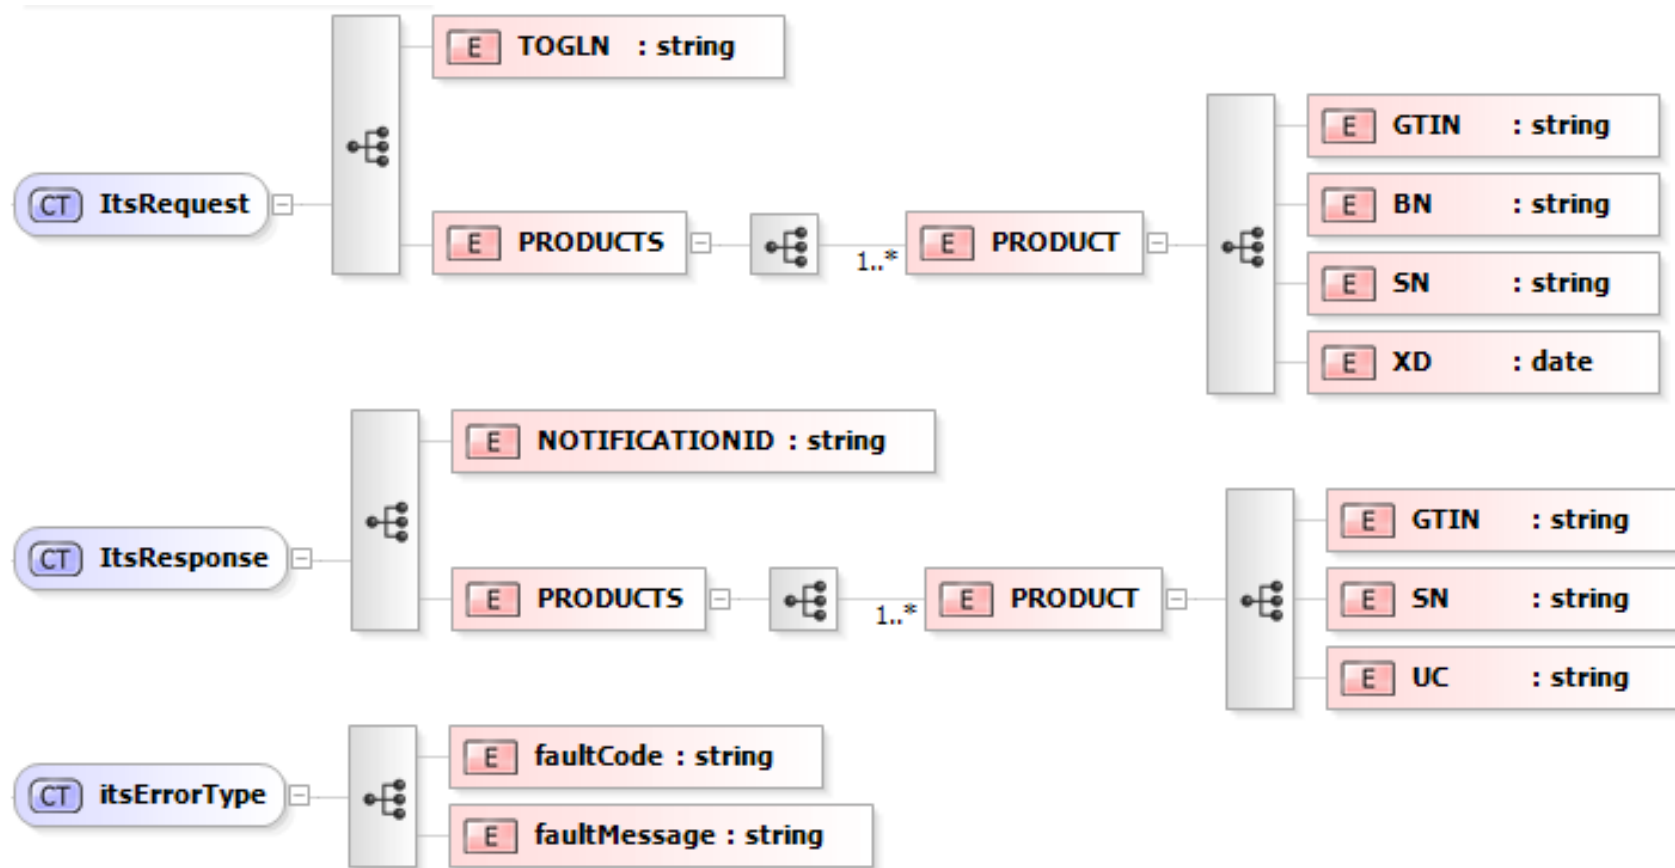 E TOGLN : string
E GTIN : string
E BN : string
CT ItsRequest
E PRODUCTS 1..* E PRODUCT
E SN : string
E XD : date
E NOTIFICATIONID : string
E GTIN : string
CT ItsResponse
E PRODUCTS 1..* E PRODUCT
E SN : string
E UC : string
E faultCode : string
CT itsErrorType
E faultMessage : string